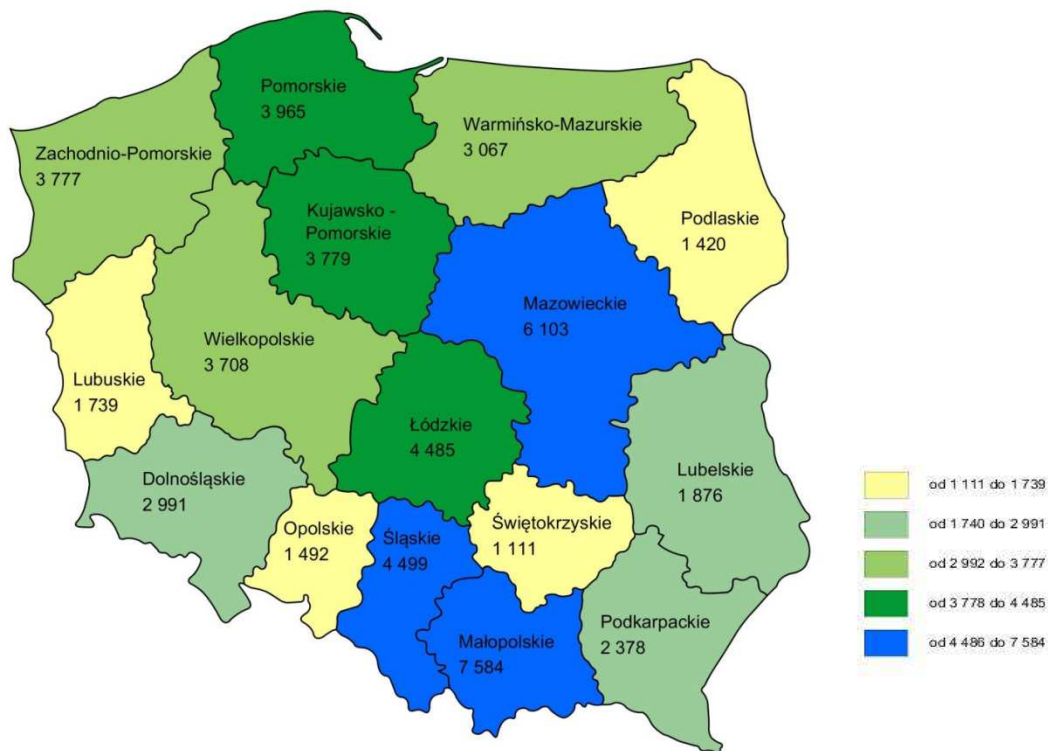 Pomorskie
3 965
Warmińsko-Mazurskie
3 067
Zachodnio-Pomorskie
3 777
Kujawsko -
Pomorskie
3 779
Podlaskie
1 420
Mazowieckie
6 103
Wielkopolskie
3 708
Lubuskie
1 739
Łódzkie
4 485
Dolnośląskie
2 991
Lubelskie
1 876
Opolskie
1 492
Śląskie
4 499
Świętokrzyskie
1 111
Podkarpackie
2 378
Małopolskie
7 584
od 1 111 do 1 739
od 1 740 do 2 991
od 2 992 do 3 777
od 3 778 do 4 485
od 4 486 do 7 584